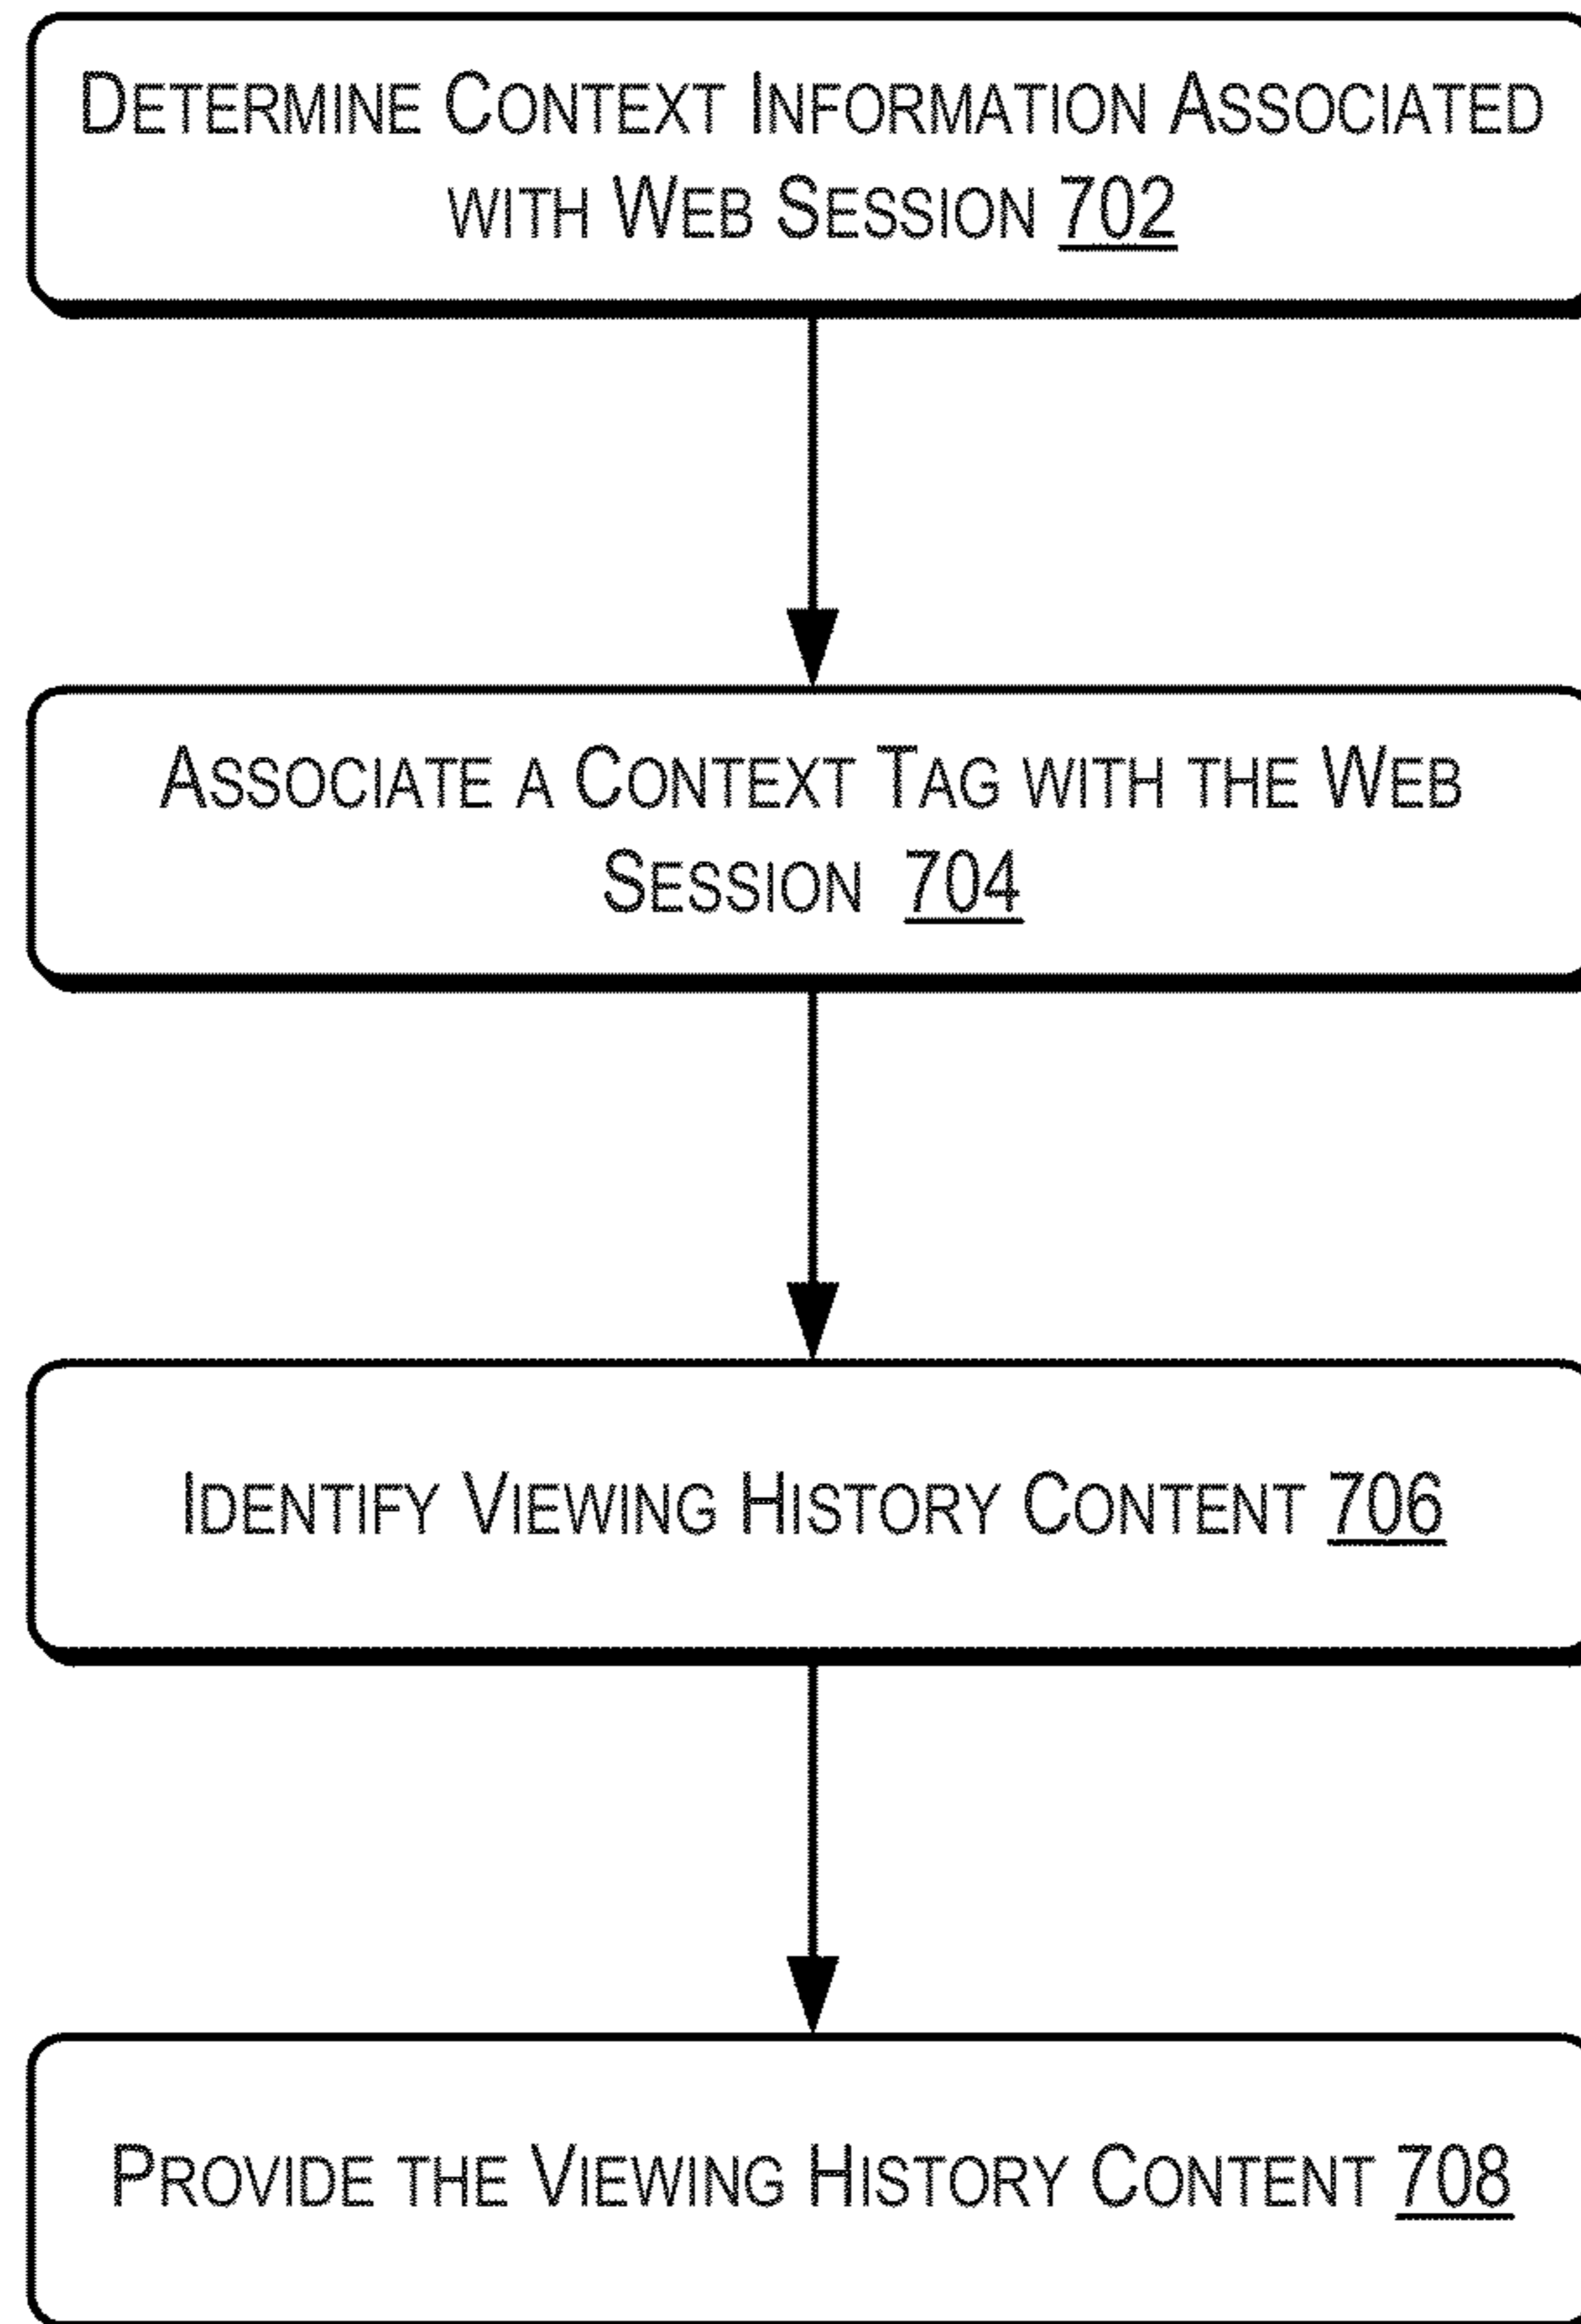 DETERMINE CONTEXT INFORMATION ASSOCIATED
WITH WEB SESSION 702
ASSOCIATE A CONTEXT TAG WITH THE WEB
SESSION 704
IDENTIFY VIEWING HISTORY CONTENT 706
PROVIDE THE VIEWING HISTORY CONTENT 708